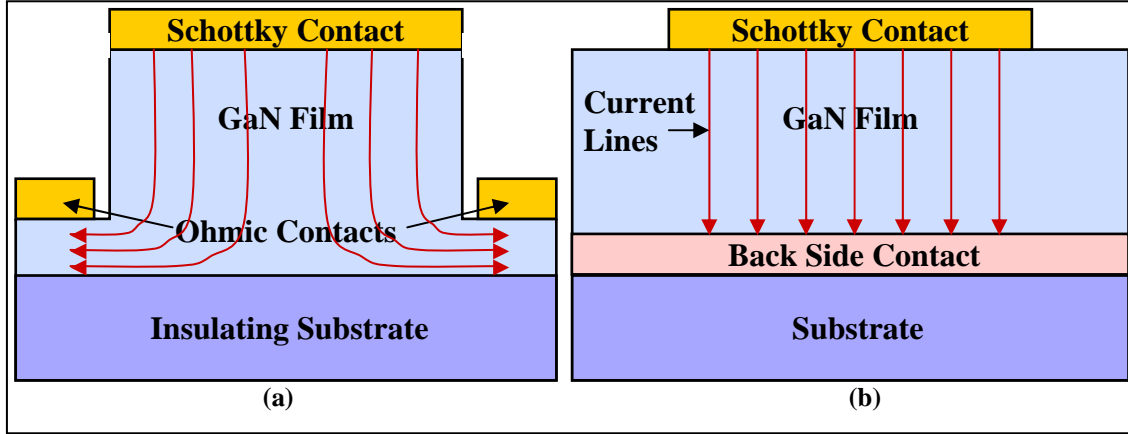 Schottky Contact
GaN Film
Ohmic Contacts
Insulating Substrate
(a)
Schottky Contact
Current
Lines
GaN Film
Back Side Contact
Substrate
(b)